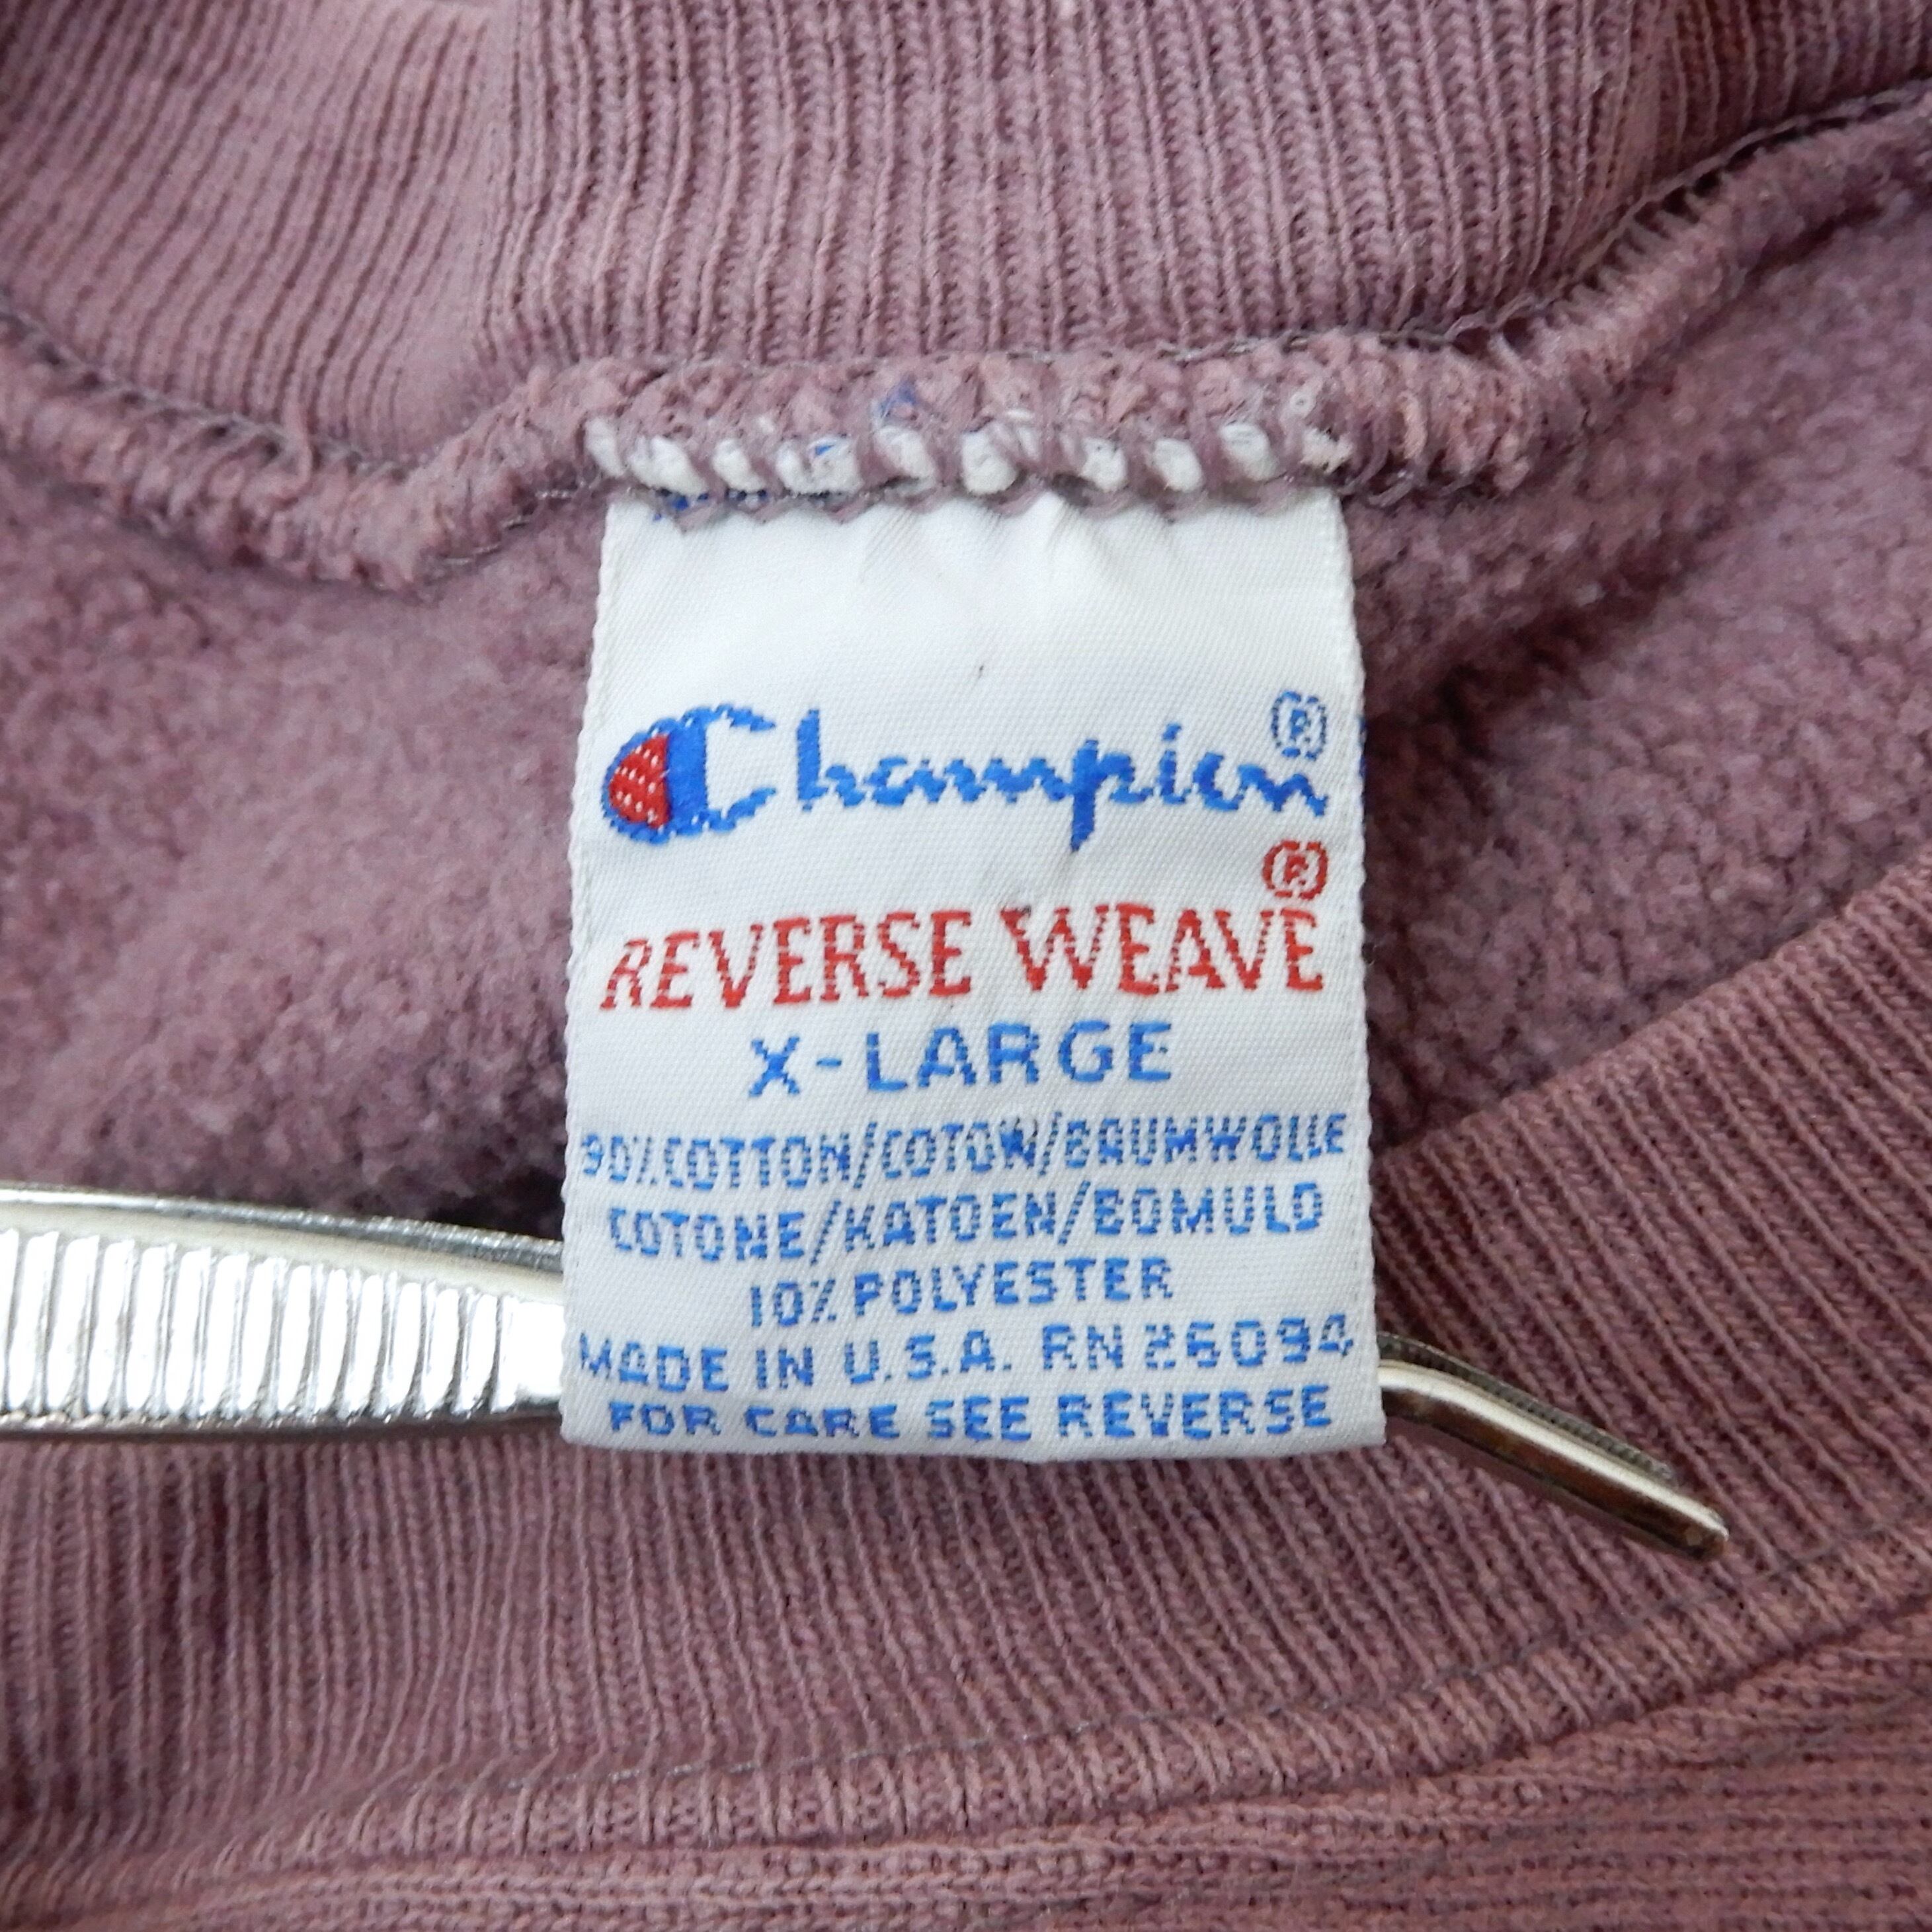 Champion®
REVERSE WEAVE®
X-LARGE
90% COTTON/COTON/BAUMWOLLE
COTONE/KATOEN/BOMULD
10% POLYESTER
MADE IN U.S.A. RN 26094
FOR CARE SEE REVERSE